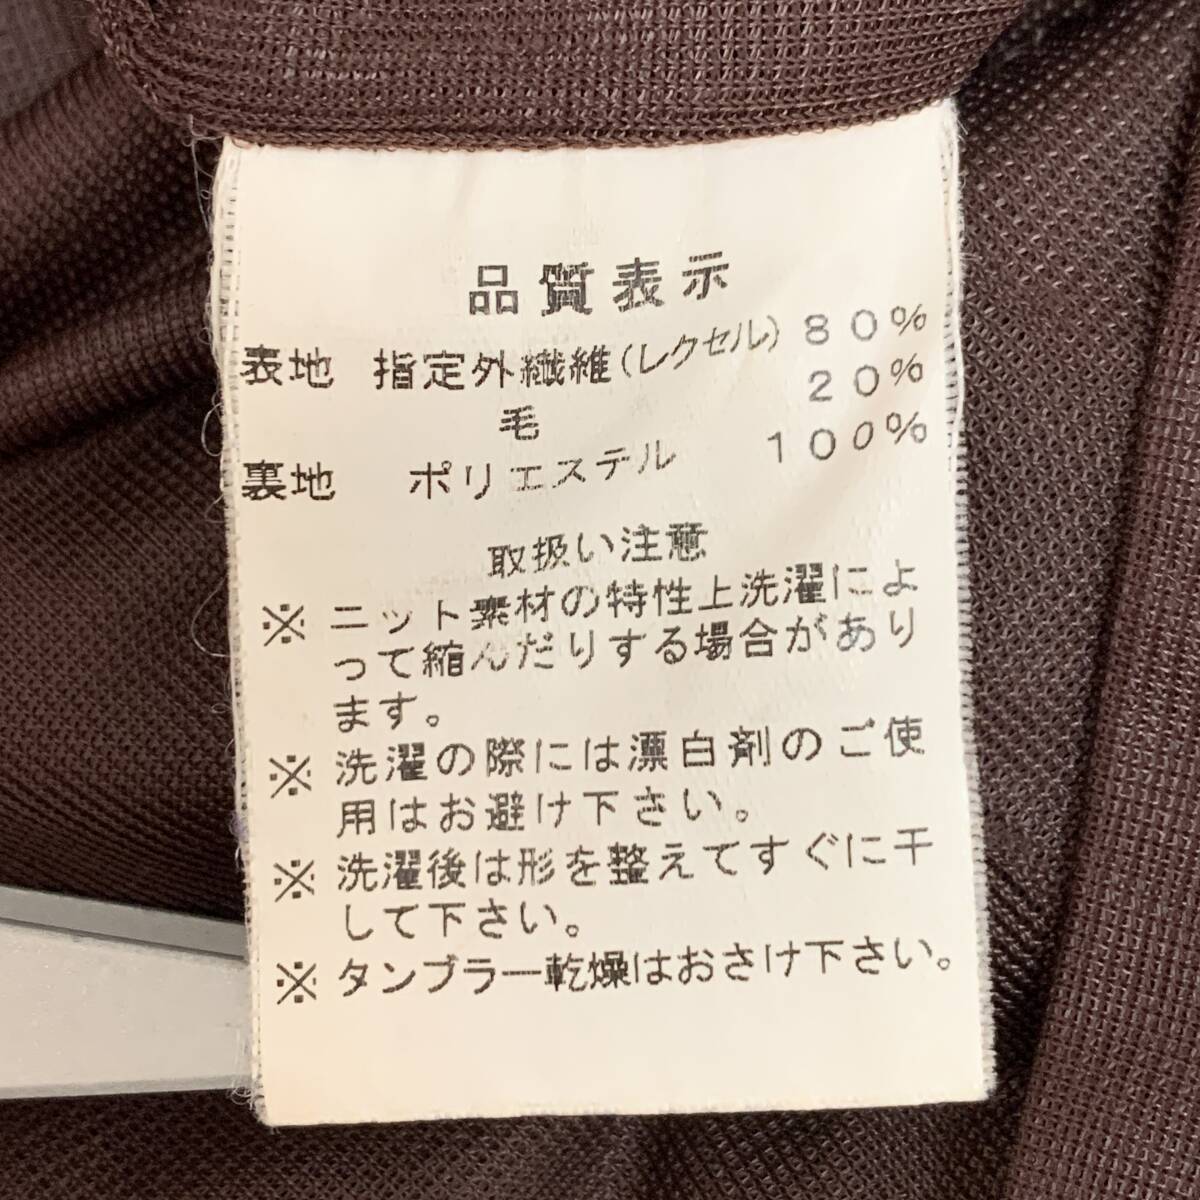 品質表示
表地 指定外繊維(レクセル) 80%
毛 20%
裏地 ポリエステル 100%
取扱い注意
※ ニット素材の特性上洗濯によ
って縮んだりする場合があり
ます。
※ 洗濯の際には漂白剤のご使
用はお避け下さい。
※ 洗濯後は形を整えてすぐに干
して下さい。
※ タンブラー乾燥はおさけ下さい。